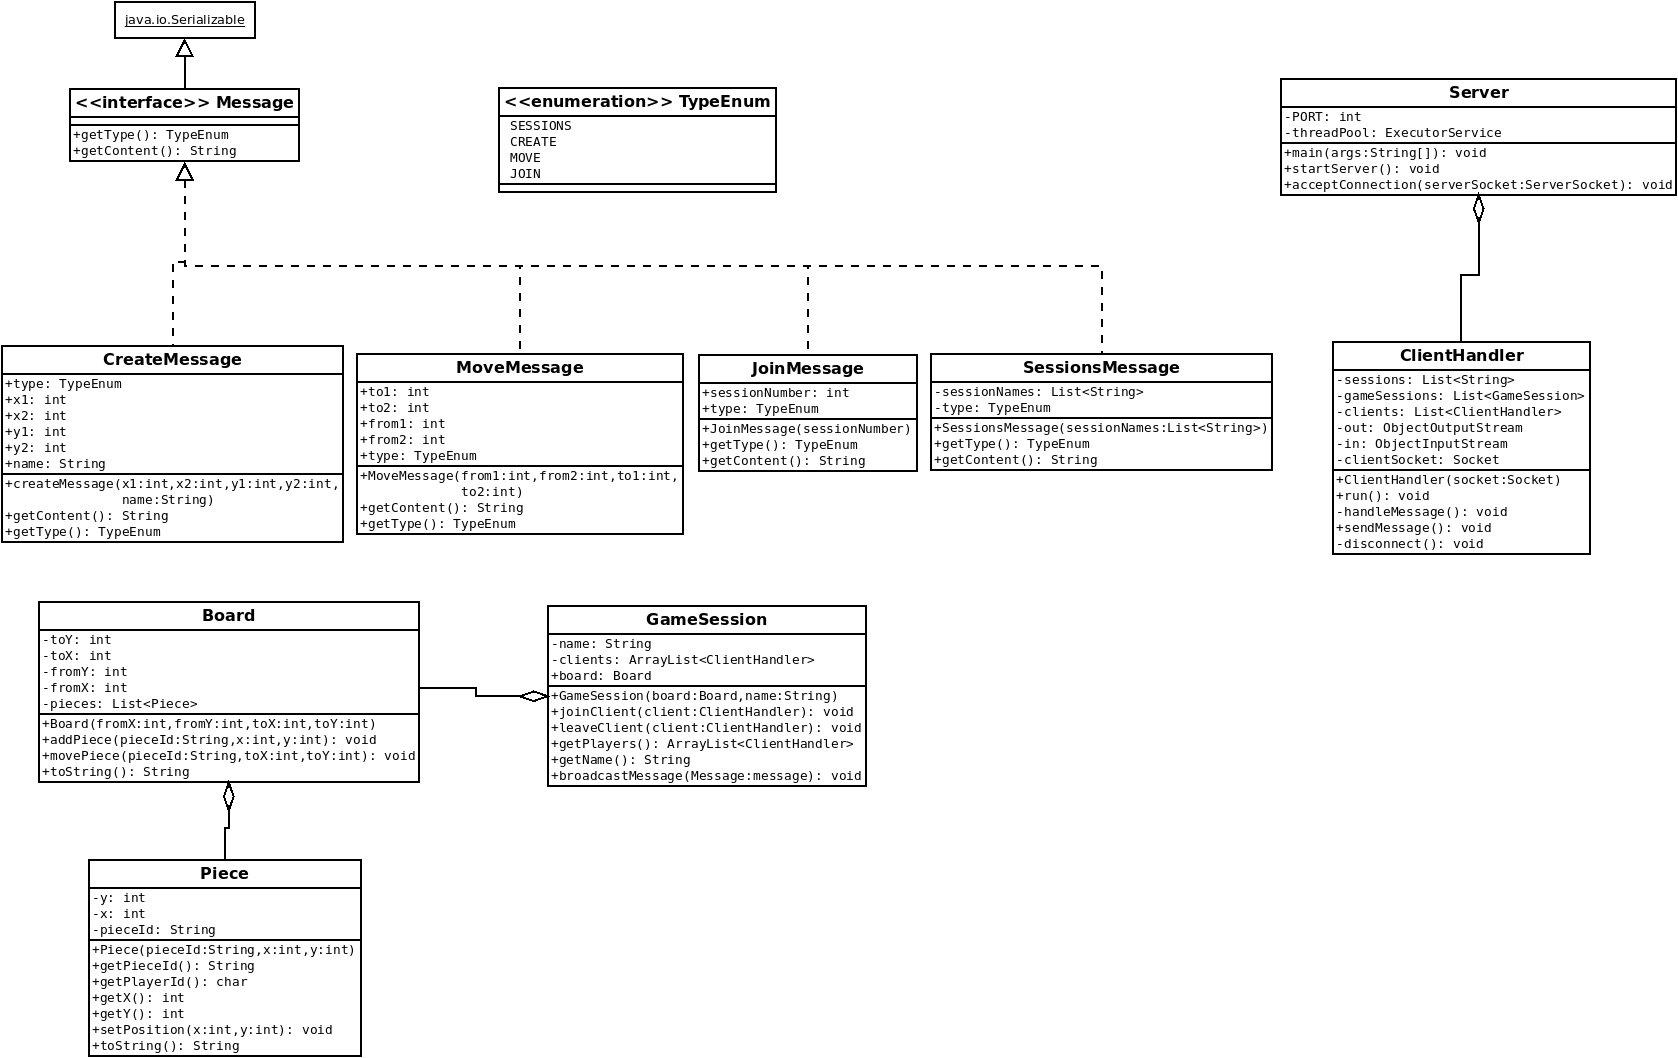 java.io.Serializable
<<interface>> Message
+getType(): TypeEnum
+getContent(): String
<<enumeration>> TypeEnum
SESSIONS
CREATE
MOVE
JOIN
Server
-PORT: int
-threadPool: ExecutorService
+main(args:String[]): void
+startServer(): void
+acceptConnection(serverSocket:ServerSocket): void
CreateMessage
+type: TypeEnum
+x1: int
+x2: int
+y1: int
+y2: int
+name: String
+createMessage(x1:int,x2:int,y1:int,y2:int,
name:String)
+getContent(): String
+getType(): TypeEnum
MoveMessage
+to1: int
+to2: int
+from1: int
+from2: int
+type: TypeEnum
+MoveMessage(from1:int,from2:int,to1:int,
to2:int)
+getContent(): String
+getType(): TypeEnum
JoinMessage
+sessionNumber: int
+type: TypeEnum
+JoinMessage(sessionNumber)
+getType(): TypeEnum
+getContent(): String
SessionsMessage
-sessionNames: List<String>
-type: TypeEnum
+SessionsMessage(sessionNames:List<String>)
+getType(): TypeEnum
+getContent(): String
ClientHandler
-sessions: List<String>
-gameSessions: List<GameSession>
-clients: List<ClientHandler>
-out: ObjectOutputStream
-in: ObjectInputStream
-clientSocket: Socket
+ClientHandler(socket:Socket)
+run(): void
-handleMessage(): void
+sendMessage(): void
-disconnect(): void
Board
-toY: int
-toX: int
-fromY: int
-fromX: int
-pieces: List<Piece>
+Board(fromX:int,fromY:int,toX:int,toY:int)
+addPiece(pieceId:String,x:int,y:int): void
+movePiece(pieceId:String,toX:int,toY:int): void
+toString(): String
GameSession
-name: String
-clients: ArrayList<ClientHandler>
+board: Board
+GameSession(board:Board,name:String)
+joinClient(client:ClientHandler): void
+leaveClient(client:ClientHandler): void
+getPlayers(): ArrayList<ClientHandler>
+getName(): String
+broadcastMessage(Message:message): void
Piece
-y: int
-x: int
-pieceId: String
+Piece(pieceId:String,x:int,y:int)
+getPieceId(): String
+getPlayerId(): char
+getX(): int
+getY(): int
+setPosition(x:int,y:int): void
+toString(): String